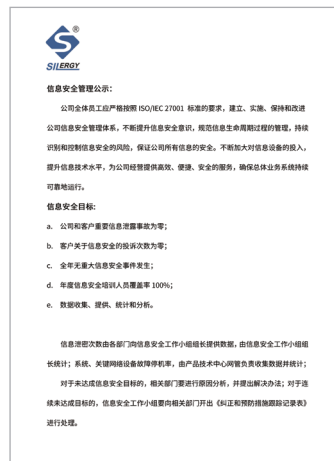 ®
SILERGY
信息安全管理公示：
公司全体员工应严格按照 ISO/IEC 27001 标准的要求，建立、实施、保持和改进
公司信息安全管理体系，不断提升信息安全意识，规范信息生命周期过程的管理，持续
识别和控制信息安全的风险，保证公司所有信息的安全。不断加大对信息设备的投入，
提升信息技术水平，为公司经营提供高效、便捷、安全的服务，确保总体业务系统持续
可靠地运行。
信息安全目标：
a. 公司和客户重要信息泄露事故为零；
b. 客户关于信息安全的投诉次数为零；
c. 全年无重大信息安全事件发生；
d. 年度信息安全培训人员覆盖率 100%；
e. 数据收集、提供、统计和分析。
信息泄密次数由各部门向信息安全工作小组组长提供数据，由信息安全工作小组组
长统计；系统、关键网络设备故障停机率，由产品技术中心网管负责收集数据并统计；
对于未达成信息安全目标的，相关部门要进行原因分析，并提出解决办法；对于连
续未达成目标的，信息安全工作小组要向相关部门开出《纠正和预防措施跟踪记录表》
进行处理。